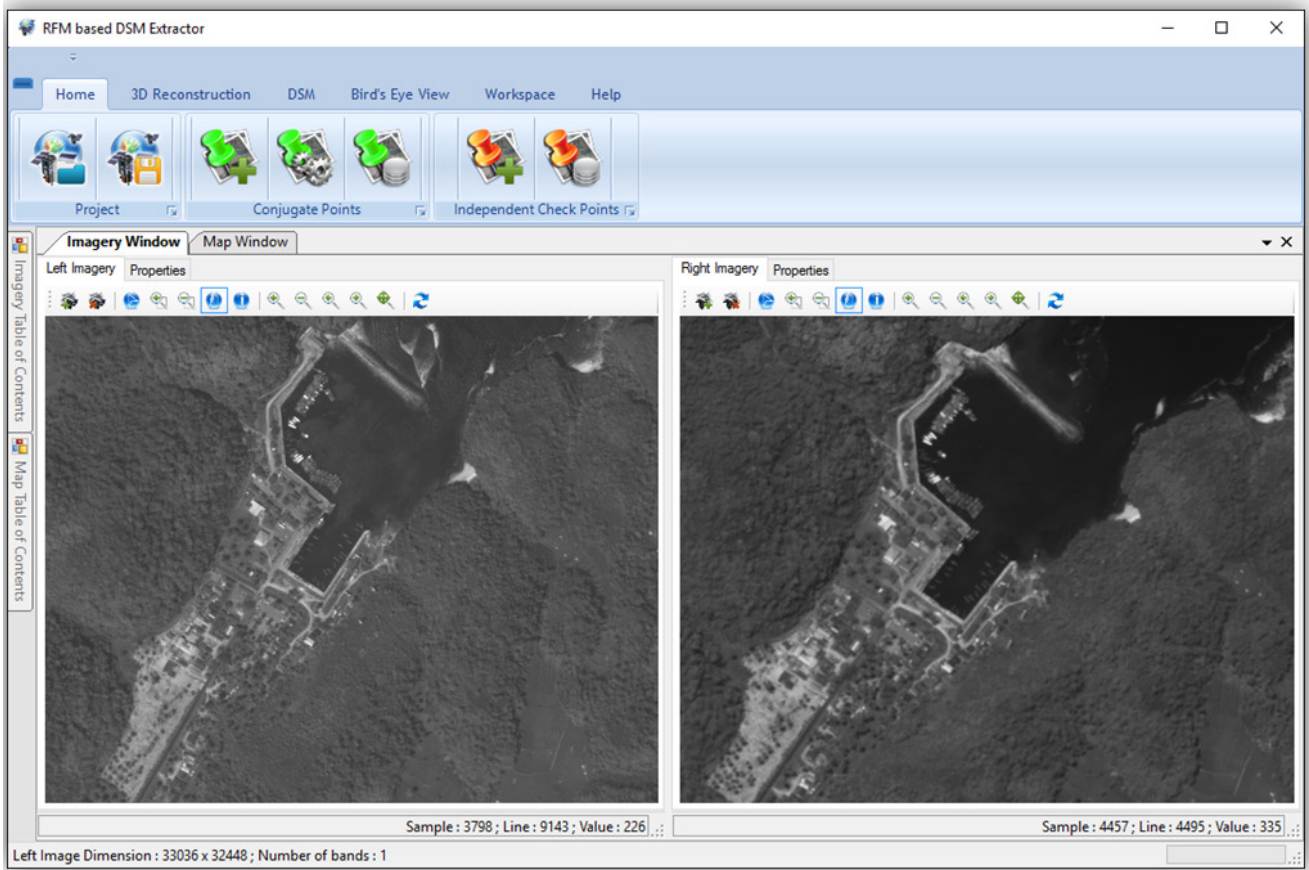 RFM based DSM Extractor
Home 3D Reconstruction DSM Bird's Eye View Workspace Help
Project Conjugate Points Independent Check Points
Imagery Window Map Window
Left Imagery Properties
Right Imagery Properties
Imagery Table of Contents
Map Table of Contents
Sample : 3798 ; Line : 9143 ; Value : 226
Sample : 4457 ; Line : 4495 ; Value : 335
Left Image Dimension : 33036 x 32448 ; Number of bands : 1